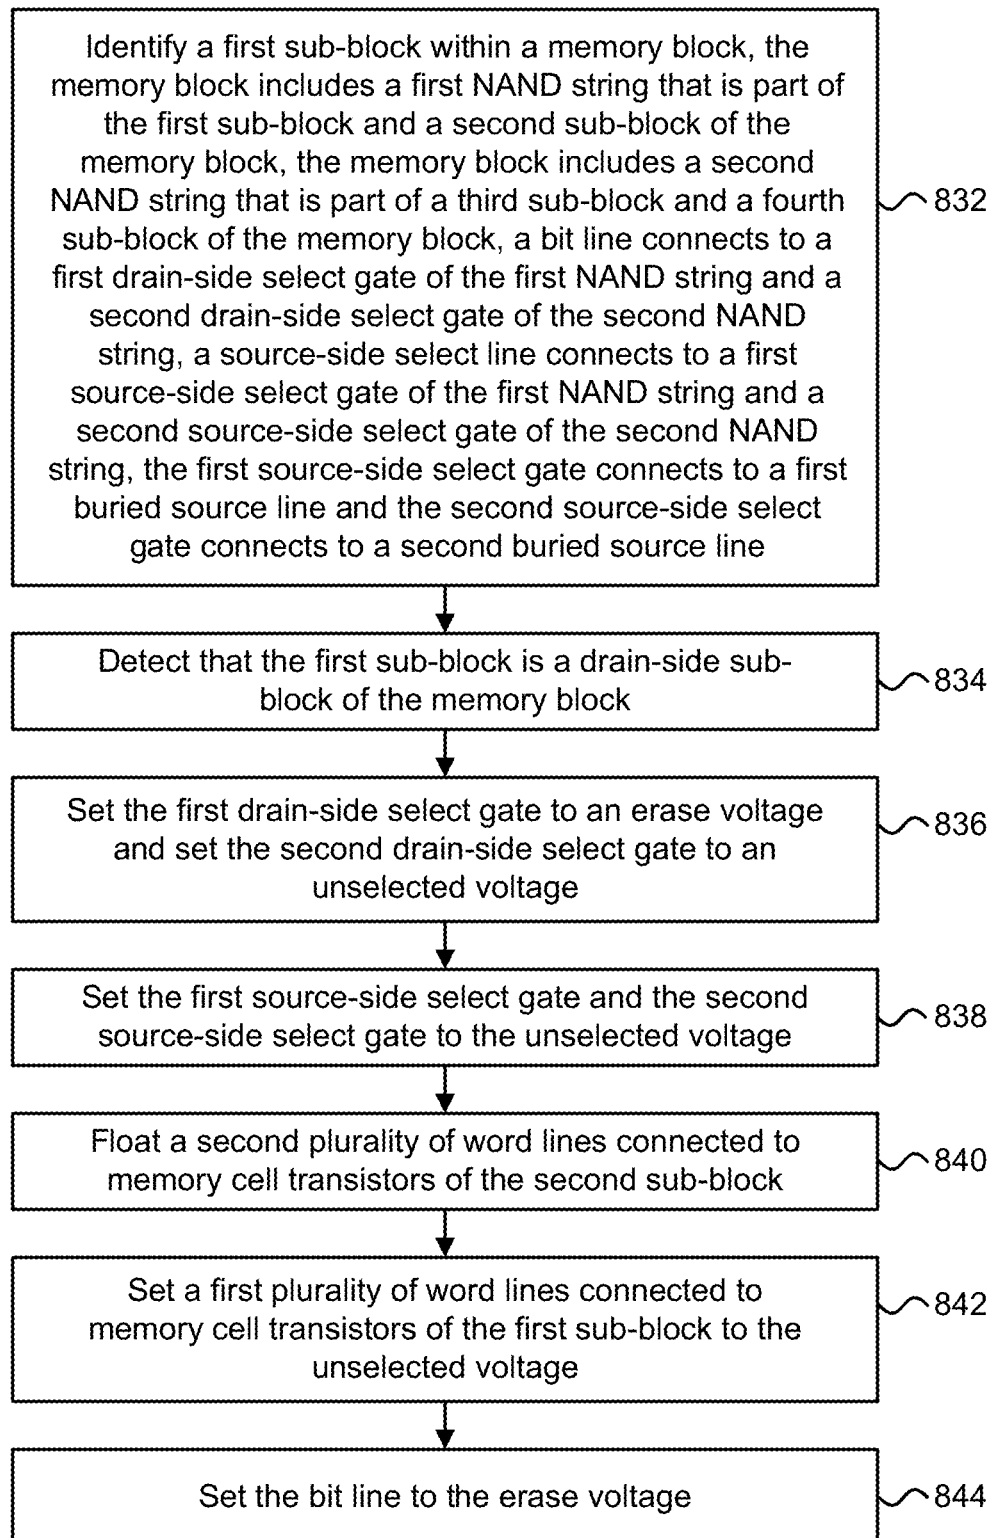 Identify a first sub-block within a memory block, the
memory block includes a first NAND string that is part of
the first sub-block and a second sub-block of the
memory block, the memory block includes a second
NAND string that is part of a third sub-block and a fourth
sub-block of the memory block, a bit line connects to a
first drain-side select gate of the first NAND string and a
second drain-side select gate of the second NAND
string, a source-side select line connects to a first
source-side select gate of the first NAND string and a
second source-side select gate of the second NAND
string, the first source-side select gate connects to a first
buried source line and the second source-side select
gate connects to a second buried source line
832
Detect that the first sub-block is a drain-side sub-
block of the memory block
834
Set the first drain-side select gate to an erase voltage
and set the second drain-side select gate to an
unselected voltage
836
Set the first source-side select gate and the second
source-side select gate to the unselected voltage
838
Float a second plurality of word lines connected to
memory cell transistors of the second sub-block
840
Set a first plurality of word lines connected to
memory cell transistors of the first sub-block to the
unselected voltage
842
Set the bit line to the erase voltage
844